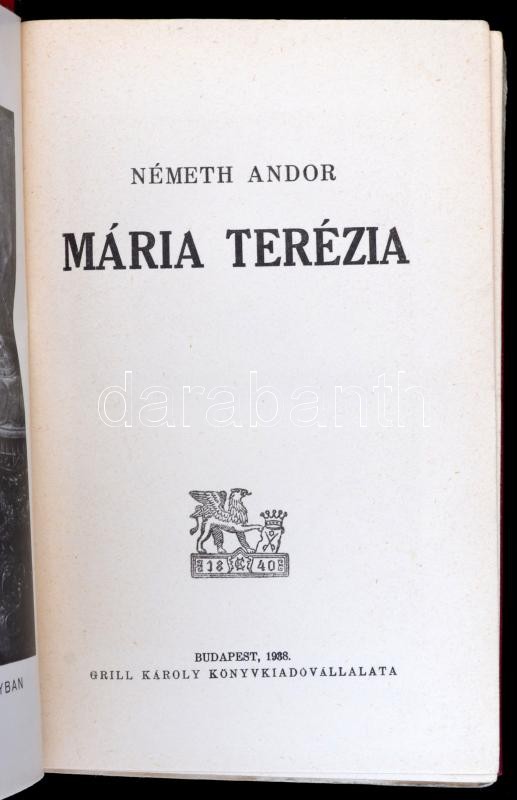 NÉMETH ANDOR
MÁRIA TERÉZIA
darabanth
18 C 40
BUDAPEST, 1938.
GRILL KÁROLY KÖNYVKIADÓVÁLLALATA
YBAN